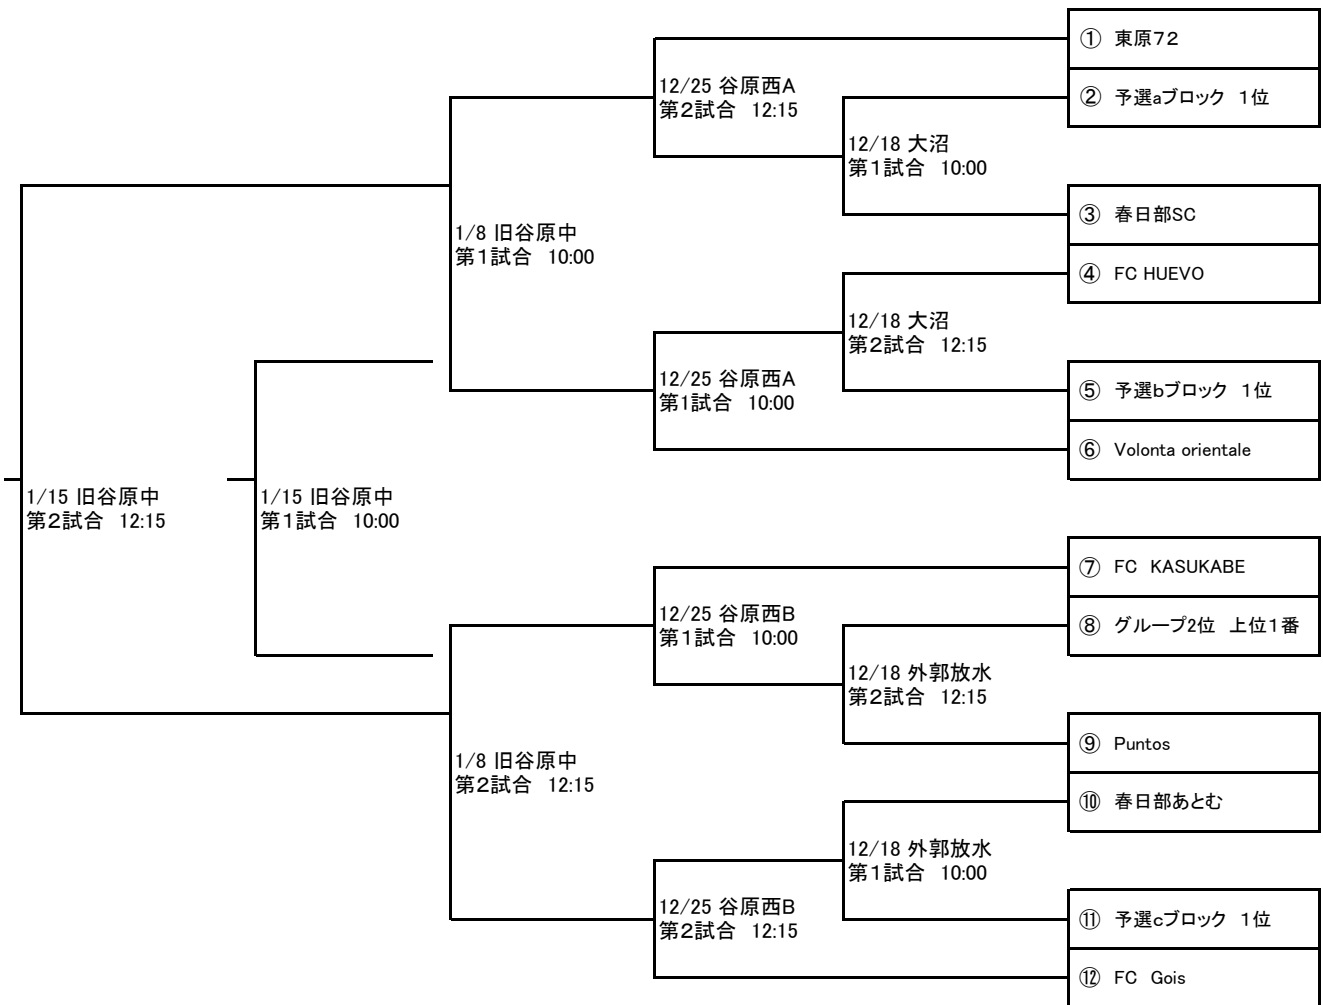 ① 東原７２
12/25 谷原西A
第２試合　12:15
② 予選aブロック　１位
12/18 大沼
第１試合　10:00
③ 春日部SC
1/8 旧谷原中
第１試合　10:00
④ FC HUEVO
12/18 大沼
第２試合　12:15
12/25 谷原西A
第1試合　10:00
⑤ 予選bブロック　１位
⑥ Volonta orientale
1/15 旧谷原中
第２試合　12:15
1/15 旧谷原中
第１試合　10:00
⑦ FC　KASUKABE
12/25 谷原西B
第１試合　10:00
⑧ グループ2位　上位１番
12/18 外郭放水
第２試合　12:15
⑨ Puntos
1/8 旧谷原中
第２試合　12:15
⑩ 春日部あとむ
12/18 外郭放水
第１試合　10:00
12/25 谷原西B
第２試合　12:15
⑪ 予選cブロック　１位
⑫ FC　Gois